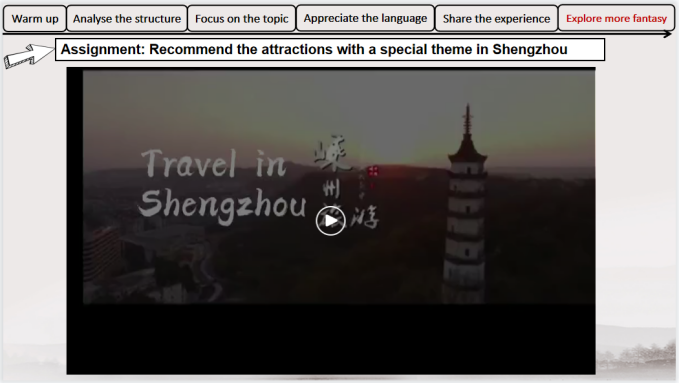 Warm up
Analyse the structure
Focus on the topic
Appreciate the language
Share the experience
Explore more fantasy
Assignment: Recommend the attractions with a special theme in Shengzhou
Travel in
Shengzhou
嵊
州
游